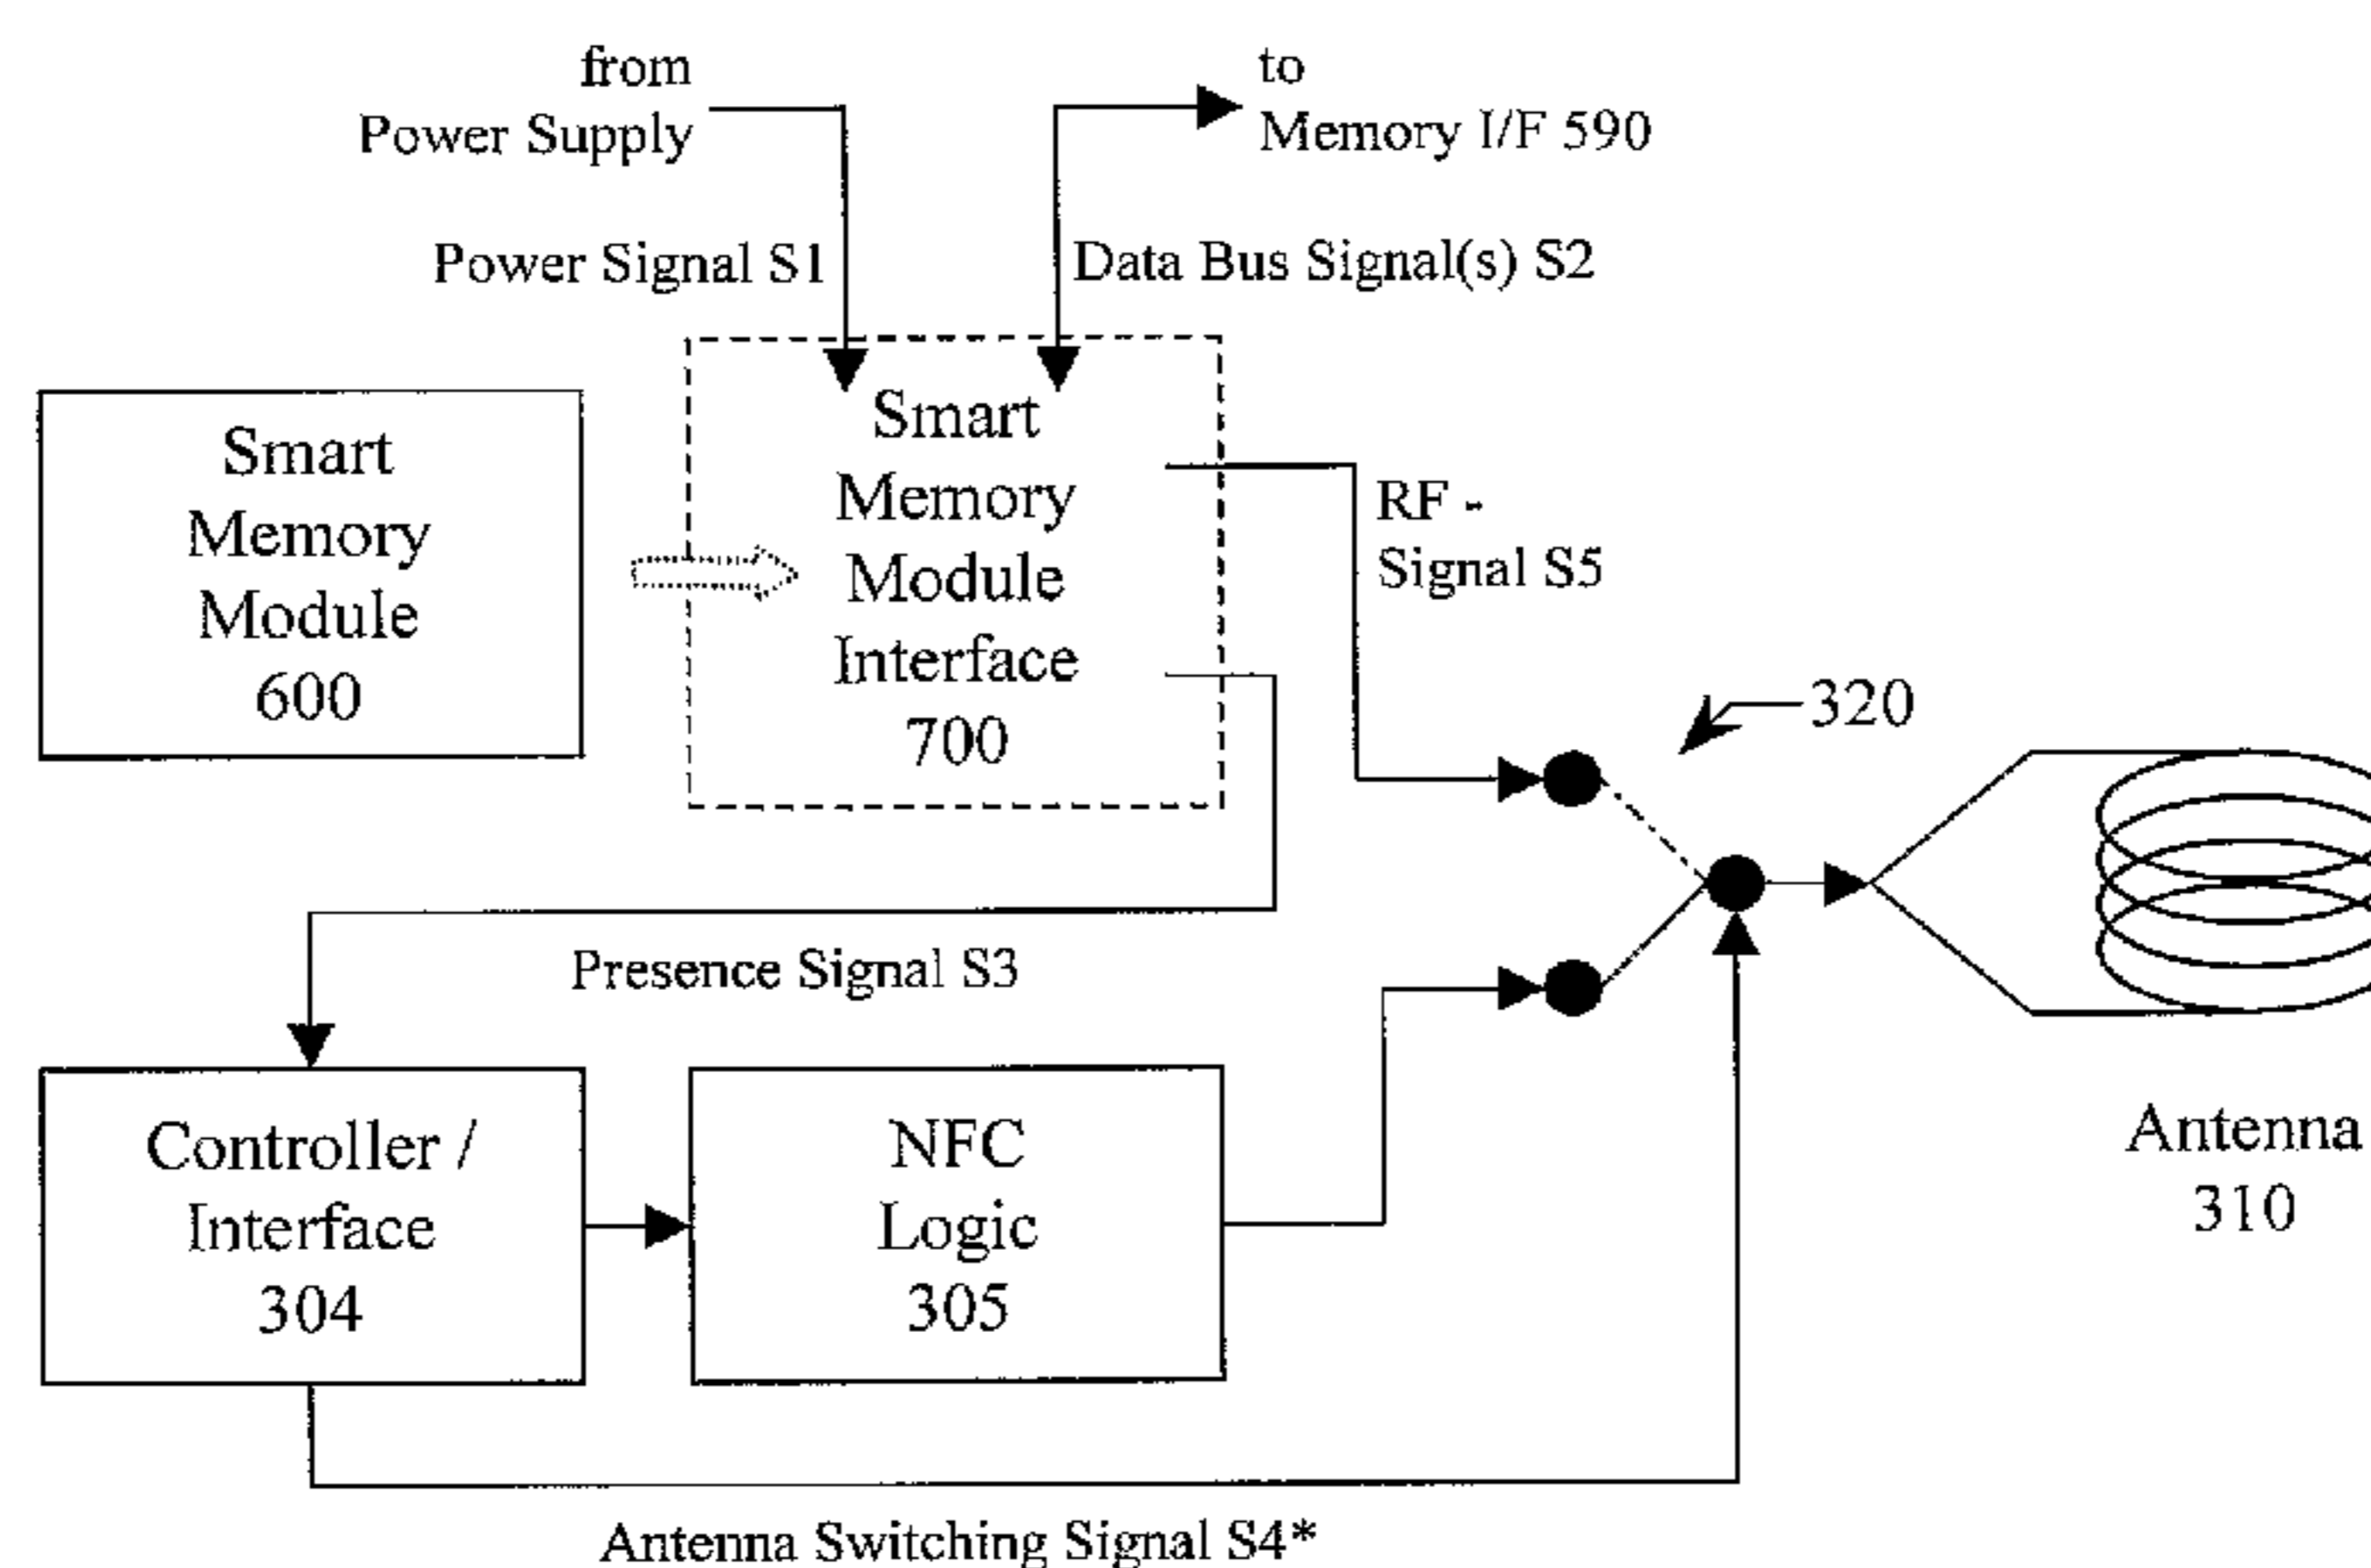 from
Power Supply
to
Memory I/F 590
Power Signal S1
Data Bus Signal(s) S2
Smart
Memory
Module
600
Smart
Memory
Module
Interface
700
RF -
Signal S5
320
Presence Signal S3
Controller /
Interface
304
NFC
Logic
305
Antenna
310
Antenna Switching Signal S4*